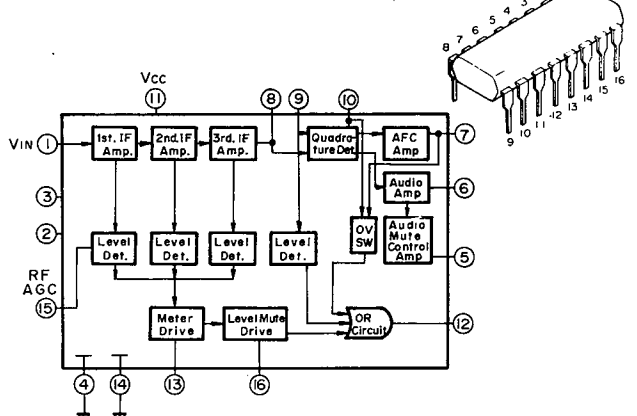 8 7 6 5 4 3
9 10 11 12 13 14 15 16
Vcc
11 8 9 10
VIN 1
1st. IF Amp.
2nd. IF Amp.
3rd. IF Amp.
Quadra-
ture Det.
AFC
Amp
7
Audio
Amp
6
3
2
Level
Det.
Level
Det.
Level
Det.
Level
Det.
OV
SW
Audio
Mute
Control
Amp
5
RF
AGC
15
Meter
Drive
Level Mute
Drive
OR
Circuit
12
4 14 13 16